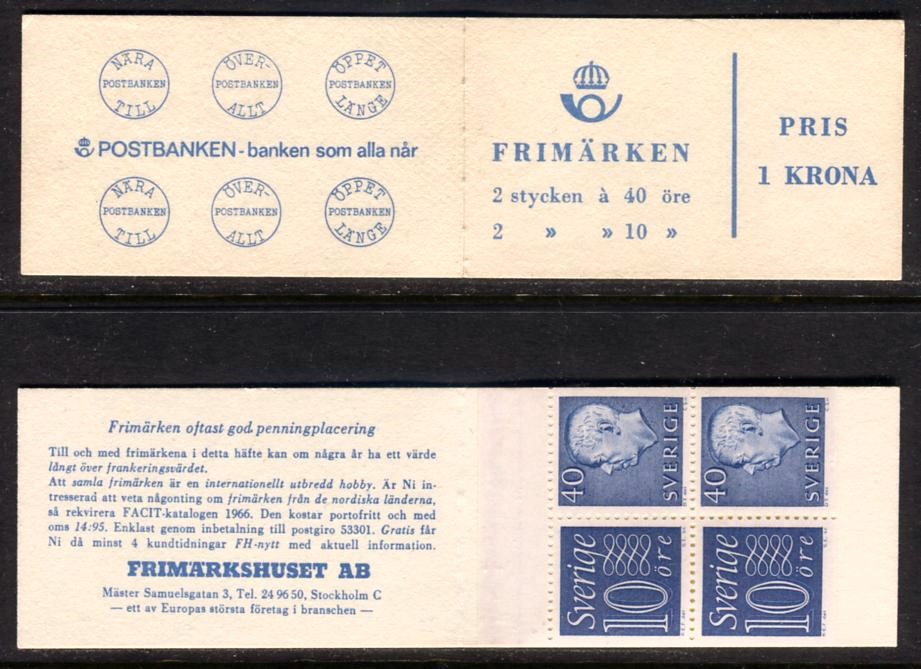 NÄRA
POSTBANKEN
TILL
ÖVER-
POSTBANKEN
ALLT
ÖPPET
POSTBANKEN
LÄNGE
POSTBANKEN - banken som alla når
NÄRA
POSTBANKEN
TILL
ÖVER-
POSTBANKEN
ALLT
ÖPPET
POSTBANKEN
LÄNGE
FRIMÄRKEN
2 stycken à 40 öre
2 » » 10 »
PRIS
1 KRONA
Frimärken oftast god penningplacering
Till och med frimärkena i detta häfte kan om några år ha ett värde
långt över frankeringsvärdet.
Att samla frimärken är en internationellt utbredd hobby. Är Ni in-
tresserad att veta någonting om frimärken från de nordiska länderna,
så rekvirera FACIT-katalogen 1966. Den kostar portofritt och med
oms 14:95. Enklast genom inbetalning till postgiro 53301. Gratis får
Ni då minst 4 kundtidningar FH-nytt med aktuell information.
FRIMÄRKSHUSET AB
Mäster Samuelsgatan 3, Tel. 24 96 50, Stockholm C
— ett av Europas största företag i branschen —
40
SVERIGE
40
SVERIGE
Sverige
10 öre
Sverige
10 öre